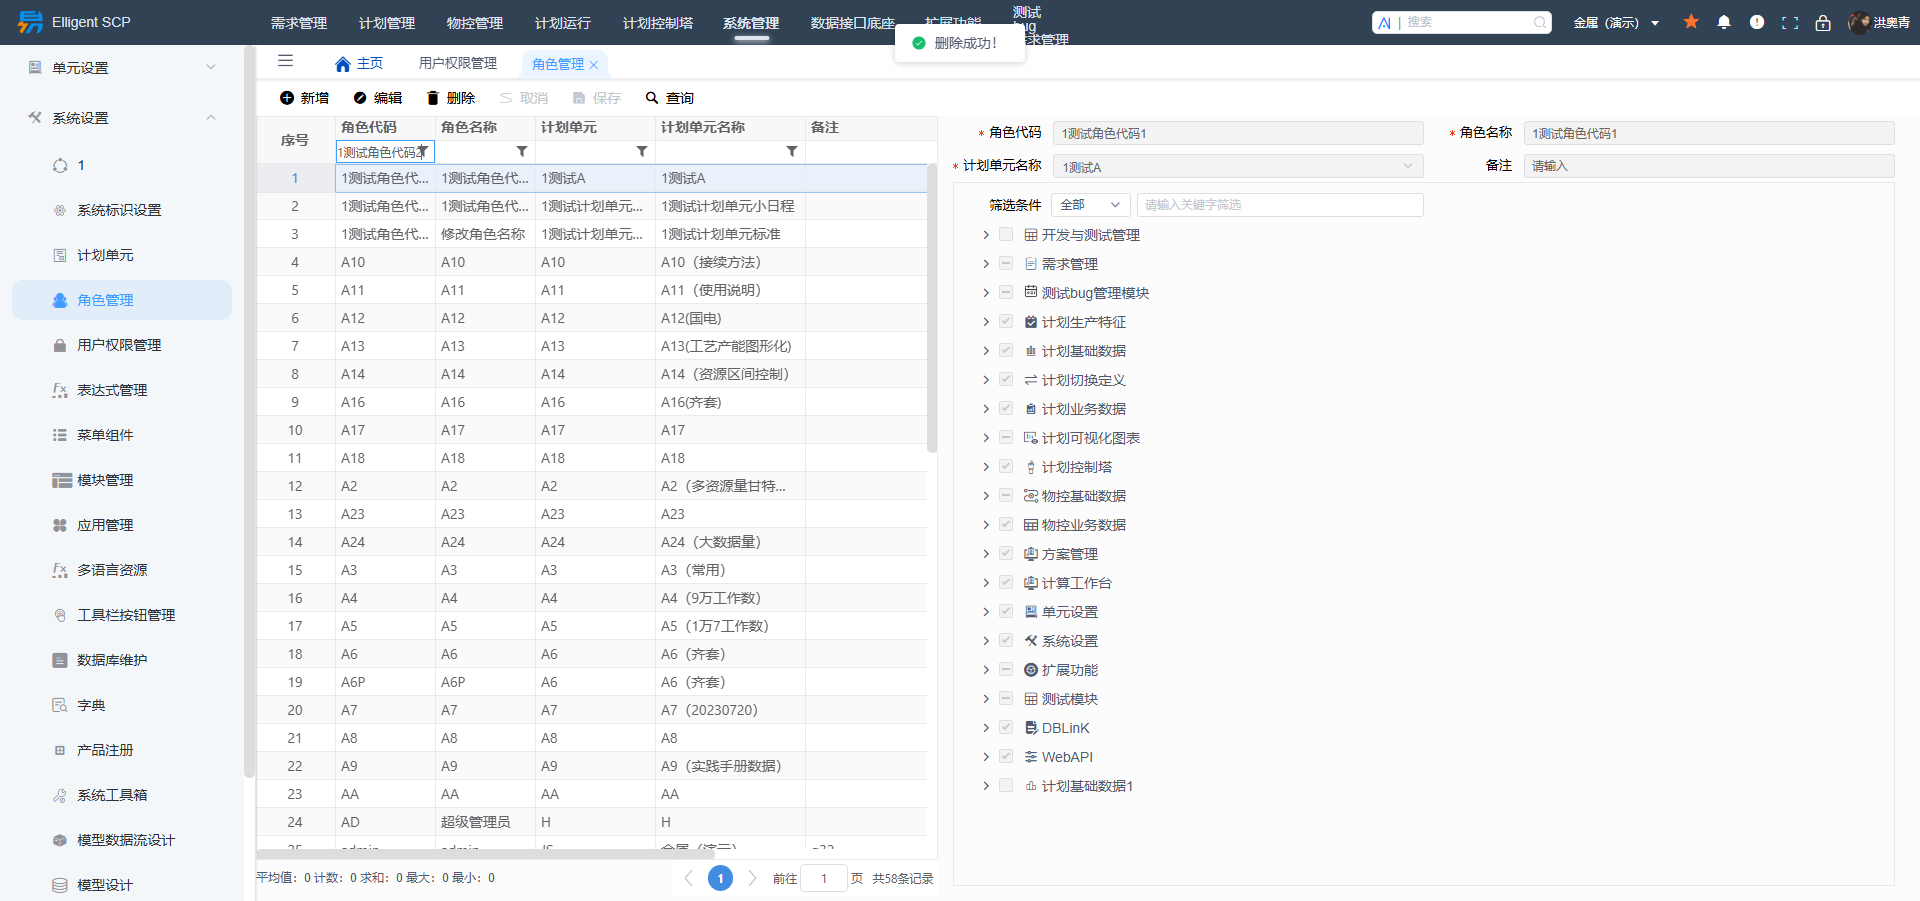 Elligent SCP
需求管理 计划管理 物控管理 计划运行 计划控制塔 系统管理 数据接口底座 扩展功能
测试
bug
需求管理
AI | 搜索
金属（演示）
洪奥青
删除成功！
单元设置
系统设置
1
系统标识设置
计划单元
角色管理
用户权限管理
表达式管理
菜单组件
模块管理
应用管理
多语言资源
工具栏按钮管理
数据库维护
字典
产品注册
系统工具箱
模型数据流设计
模型设计
主页 用户权限管理 角色管理
新增 编辑 删除 取消 保存 查询
序号 角色代码 角色名称 计划单元 计划单元名称 备注
1测试角色代码2
1 1测试角色代... 1测试角色代... 1测试A 1测试A
2 1测试角色代... 1测试角色代... 1测试计划单元... 1测试计划单元小日程
3 1测试角色代... 修改角色名称 1测试计划单元... 1测试计划单元标准
4 A10 A10 A10 A10（接续方法）
5 A11 A11 A11 A11（使用说明）
6 A12 A12 A12 A12(国电)
7 A13 A13 A13 A13(工艺产能图形化)
8 A14 A14 A14 A14（资源区间控制）
9 A16 A16 A16 A16(齐套)
10 A17 A17 A17 A17
11 A18 A18 A18 A18
12 A2 A2 A2 A2（多资源量甘特...
13 A23 A23 A23 A23
14 A24 A24 A24 A24（大数据量）
15 A3 A3 A3 A3（常用）
16 A4 A4 A4 A4（9万工作数）
17 A5 A5 A5 A5（1万7工作数）
18 A6 A6 A6 A6（齐套）
19 A6P A6P A6 A6（齐套）
20 A7 A7 A7 A7（20230720）
21 A8 A8 A8 A8
22 A9 A9 A9 A9（实践手册数据）
23 AA AA AA AA
24 AD 超级管理员 H H
25 admin admin JS 金属（演示）
平均值：0 计数：0 求和：0 最大：0 最小：0
1 前往 1 页 共58条记录
* 角色代码 1测试角色代码1 * 角色名称 1测试角色代码1
* 计划单元名称 1测试A 备注 请输入
筛选条件 全部 请输入关键字筛选
开发与测试管理
需求管理
测试bug管理模块
计划生产特征
计划基础数据
计划切换定义
计划业务数据
计划可视化图表
计划控制塔
物控基础数据
物控业务数据
方案管理
计算工作台
单元设置
系统设置
扩展功能
测试模块
DBLinK
WebAPI
计划基础数据1